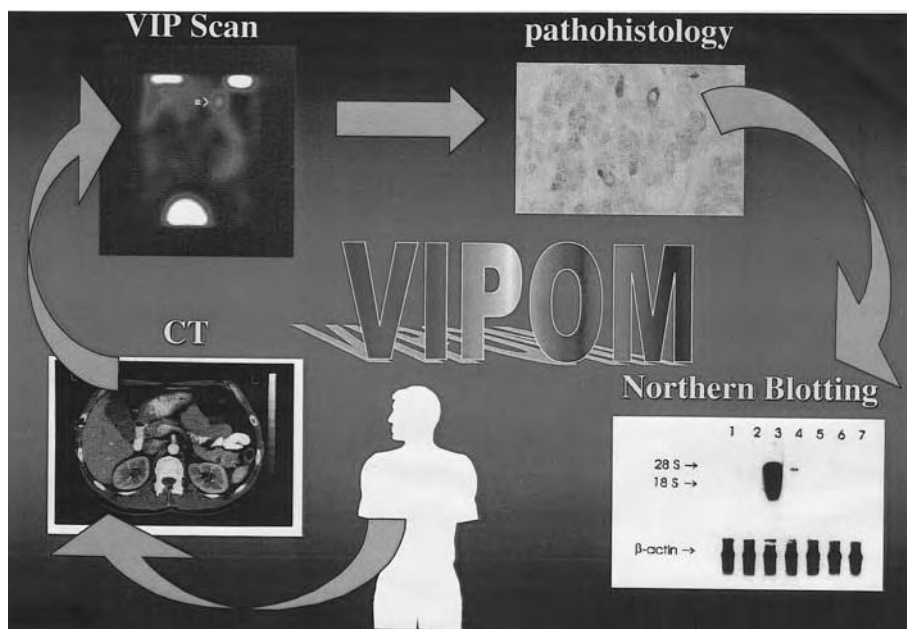 VIP Scan
pathohistology
VIPOM
CT
Northern Blotting
1 2 3 4 5 6 7
28 S →
18 S →
β-actin →